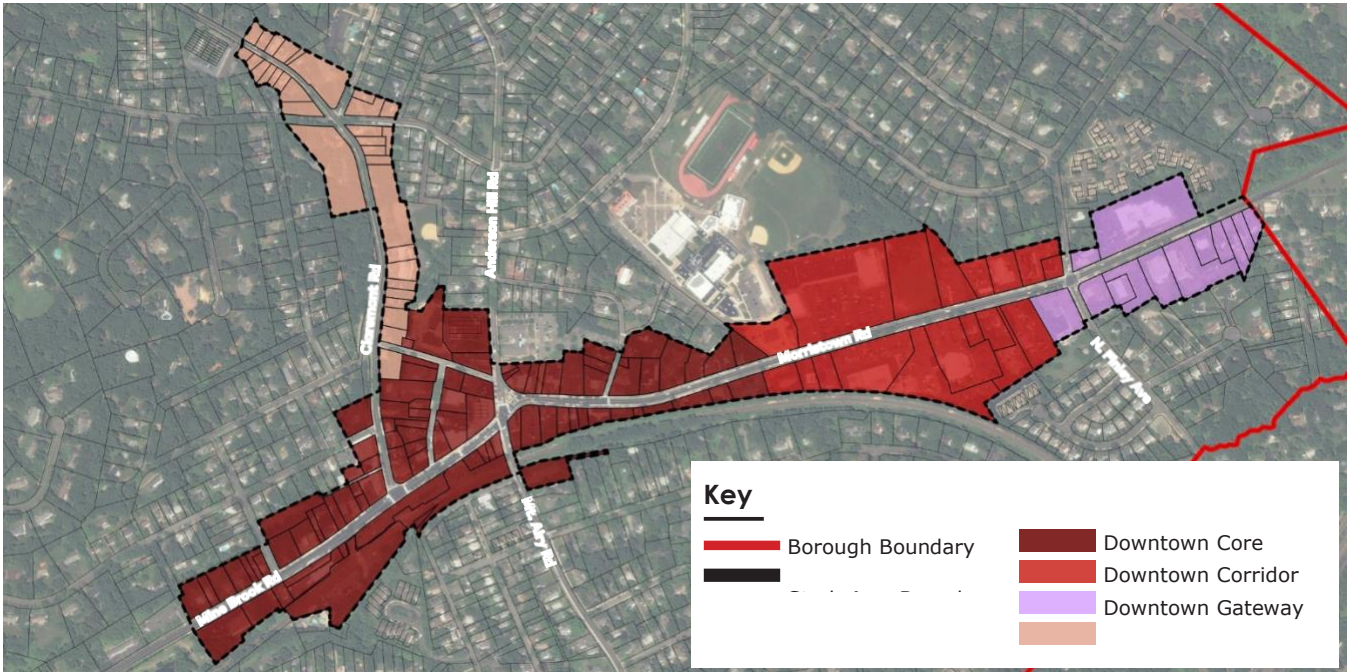 Anderson Hill Rd
Claremont Rd
Morristown Rd
N. Finley Ave
Mine Brook Rd
Mt. Airy Rd
Key
Borough Boundary
Downtown Core
Downtown Corridor
Downtown Gateway